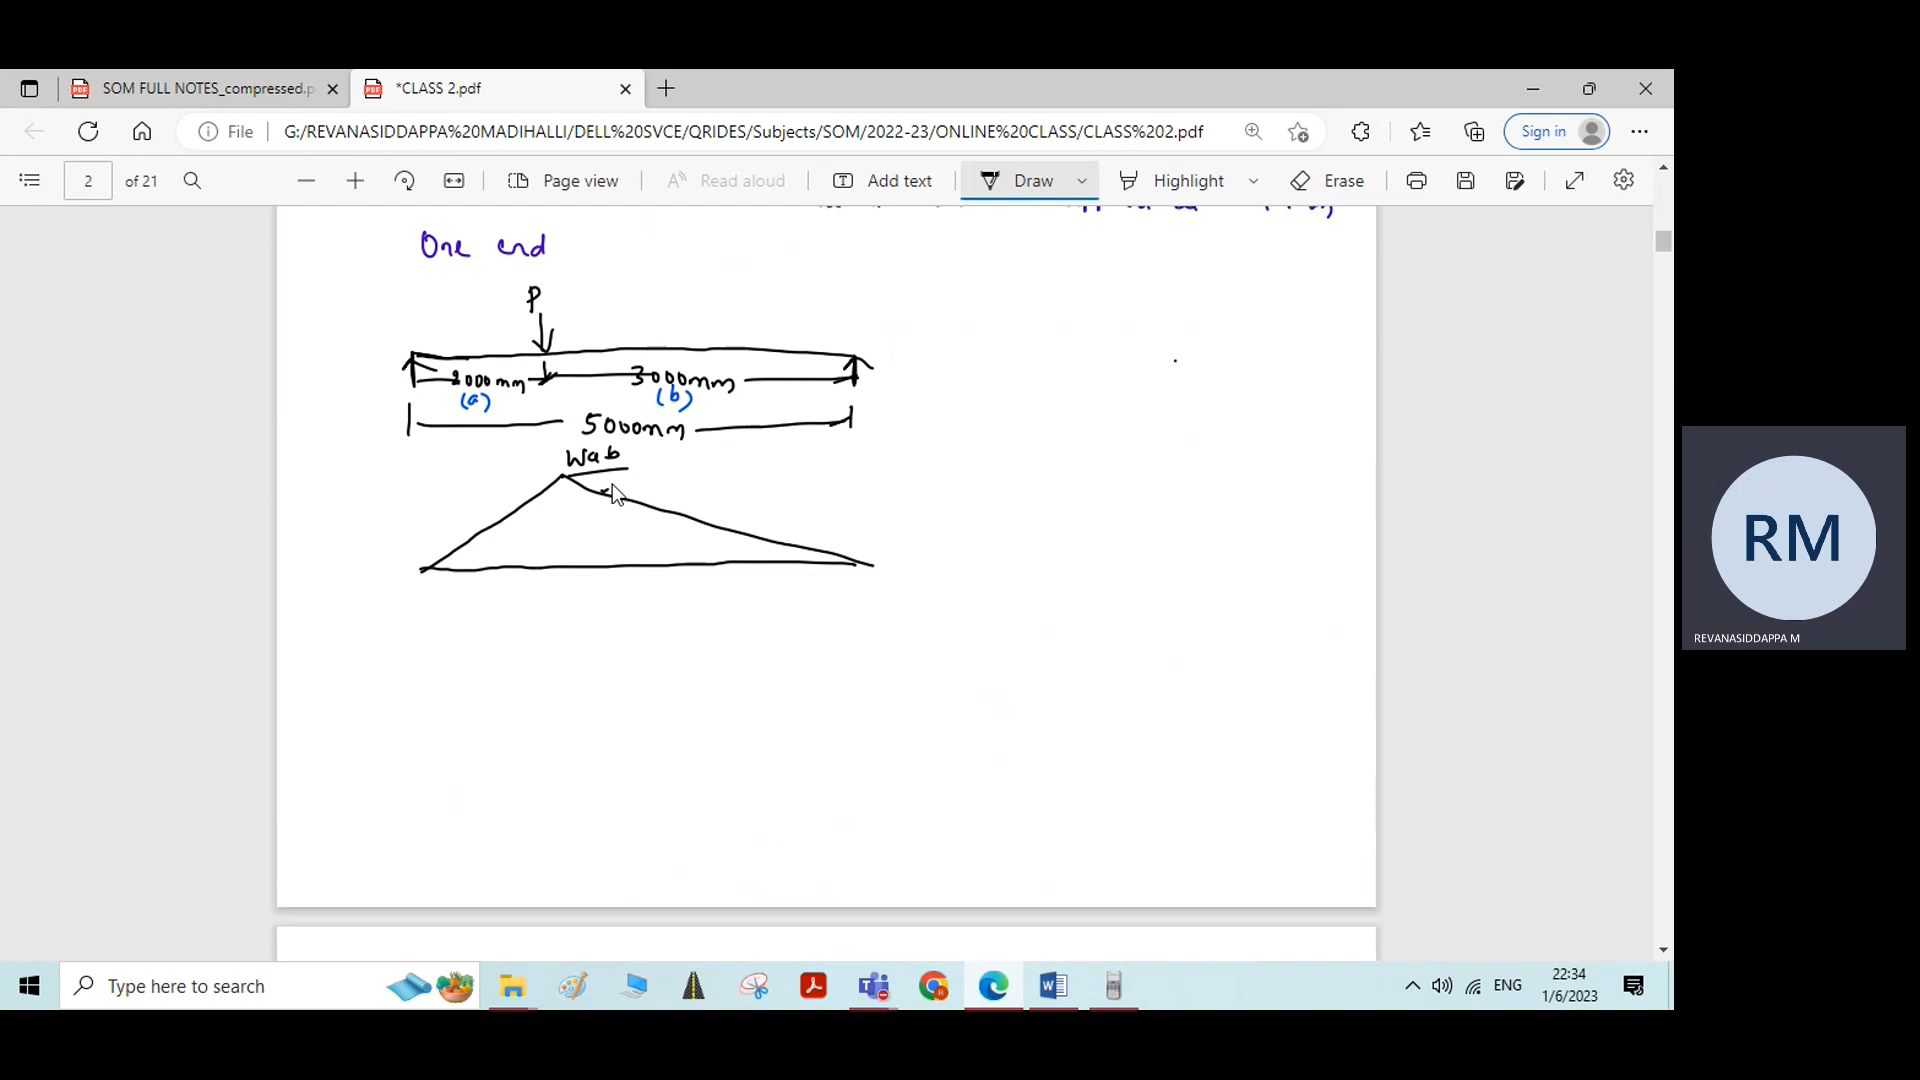 SOM FULL NOTES_compressed.p
*CLASS 2.pdf
File
G:/REVANASIDDAPPA%20MADIHALLI/DELL%20SVCE/QRIDES/Subjects/SOM/2022-23/ONLINE%20CLASS/CLASS%202.pdf
Sign in
2 of 21
Page view
Read aloud
Add text
Draw
Highlight
Erase
One end
P
2000mm 3000mm
(a) (b)
5000mm
Wab
RM
REVANASIDDAPPA M
Type here to search
ENG
22:34
1/6/2023